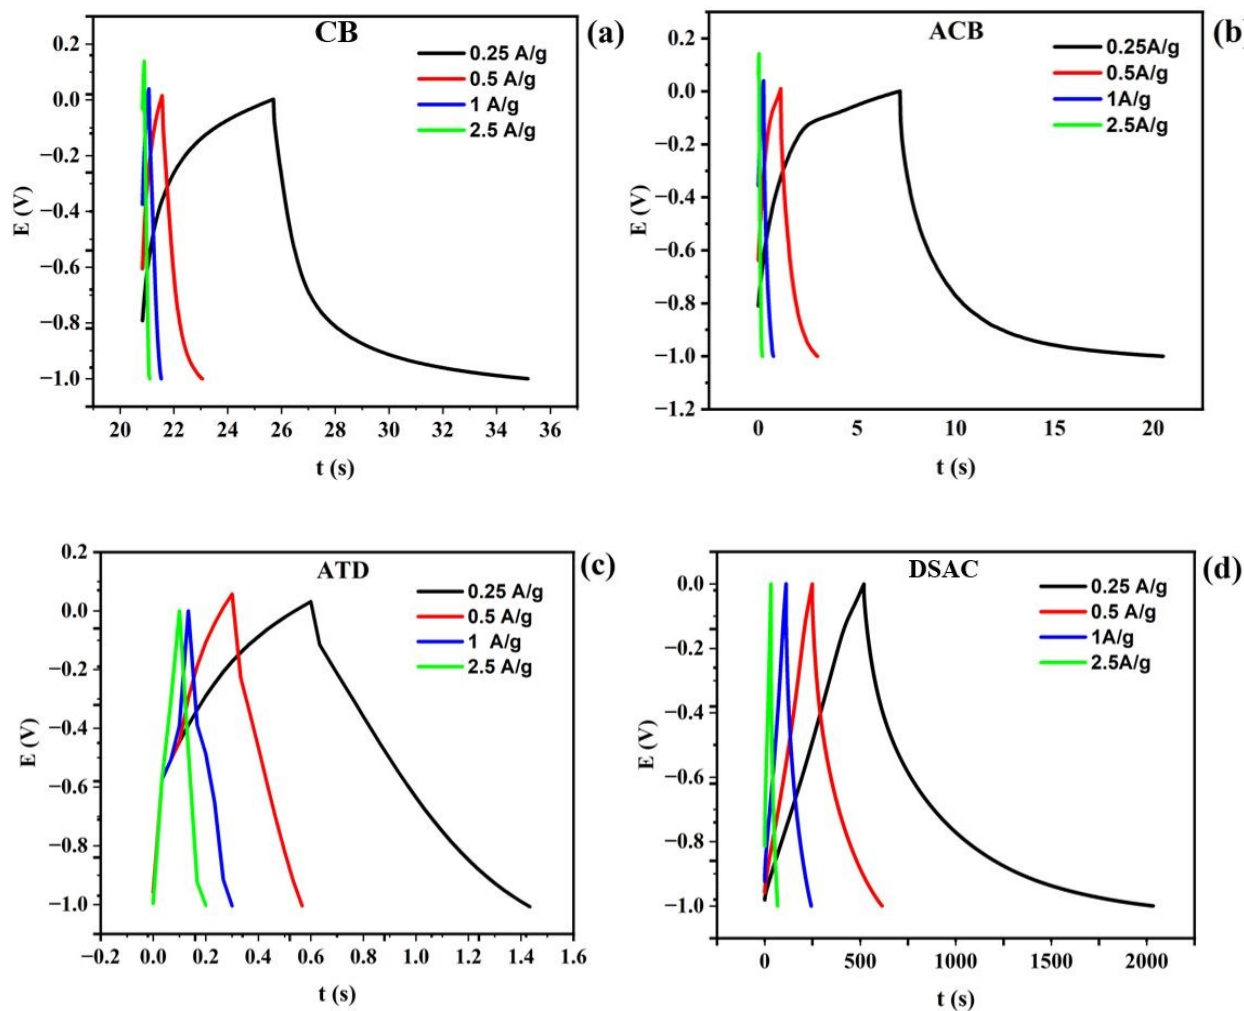 CB
(a)
0.25 A/g
0.5 A/g
1 A/g
2.5 A/g
0.2
0.0
−0.2
−0.4
−0.6
−0.8
−1.0
E (V)
20 22 24 26 28 30 32 34 36
t (s)
ACB
(b)
0.25A/g
0.5A/g
1A/g
2.5A/g
0.2
0.0
−0.2
−0.4
−0.6
−0.8
−1.0
−1.2
E (V)
0 5 10 15 20
t (s)
ATD
(c)
0.25 A/g
0.5 A/g
1 A/g
2.5 A/g
0.2
0.0
−0.2
−0.4
−0.6
−0.8
−1.0
E (V)
−0.2 0.0 0.2 0.4 0.6 0.8 1.0 1.2 1.4 1.6
t (s)
DSAC
(d)
0.25 A/g
0.5 A/g
1A/g
2.5A/g
0.0
−0.2
−0.4
−0.6
−0.8
−1.0
E (V)
0 500 1000 1500 2000
t (s)